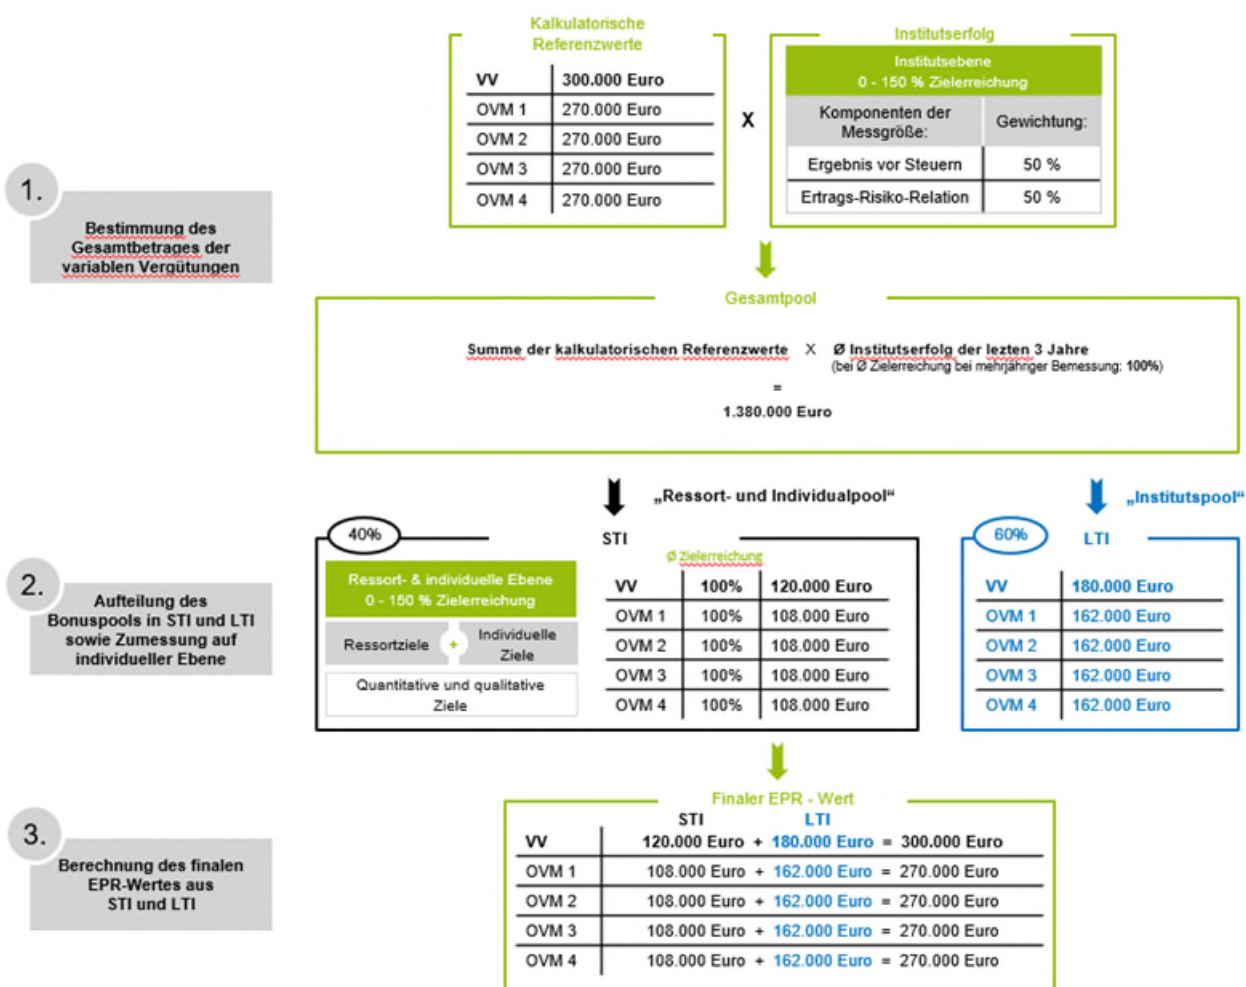 Kalkulatorische
Referenzwerte
VV 300.000 Euro
OVM 1 270.000 Euro
OVM 2 270.000 Euro
OVM 3 270.000 Euro
OVM 4 270.000 Euro
X
Institutserfolg
Institutsebene
0 - 150 % Zielerreichung
Komponenten der
Messgröße:
Gewichtung:
Ergebnis vor Steuern 50 %
Ertrags-Risiko-Relation 50 %
1.
Bestimmung des
Gesamtbetrages der
variablen Vergütungen
Gesamtpool
Summe der kalkulatorischen Referenzwerte X Ø Institutserfolg der lezten 3 Jahre
(bei Ø Zielerreichung bei mehrjähriger Bemessung: 100%)
=
1.380.000 Euro
„Ressort- und Individualpool“
„Institutspool“
2.
Aufteilung des
Bonuspools in STI und LTI
sowie Zumessung auf
individueller Ebene
40%
STI
Ressort- & individuelle Ebene
0 - 150 % Zielerreichung
Ressortziele + Individuelle
Ziele
Quantitative und qualitative
Ziele
Ø Zielerreichung
VV 100% 120.000 Euro
OVM 1 100% 108.000 Euro
OVM 2 100% 108.000 Euro
OVM 3 100% 108.000 Euro
OVM 4 100% 108.000 Euro
60%
LTI
VV 180.000 Euro
OVM 1 162.000 Euro
OVM 2 162.000 Euro
OVM 3 162.000 Euro
OVM 4 162.000 Euro
3.
Berechnung des finalen
EPR-Wertes aus
STI und LTI
Finaler EPR - Wert
STI LTI
VV 120.000 Euro + 180.000 Euro = 300.000 Euro
OVM 1 108.000 Euro + 162.000 Euro = 270.000 Euro
OVM 2 108.000 Euro + 162.000 Euro = 270.000 Euro
OVM 3 108.000 Euro + 162.000 Euro = 270.000 Euro
OVM 4 108.000 Euro + 162.000 Euro = 270.000 Euro